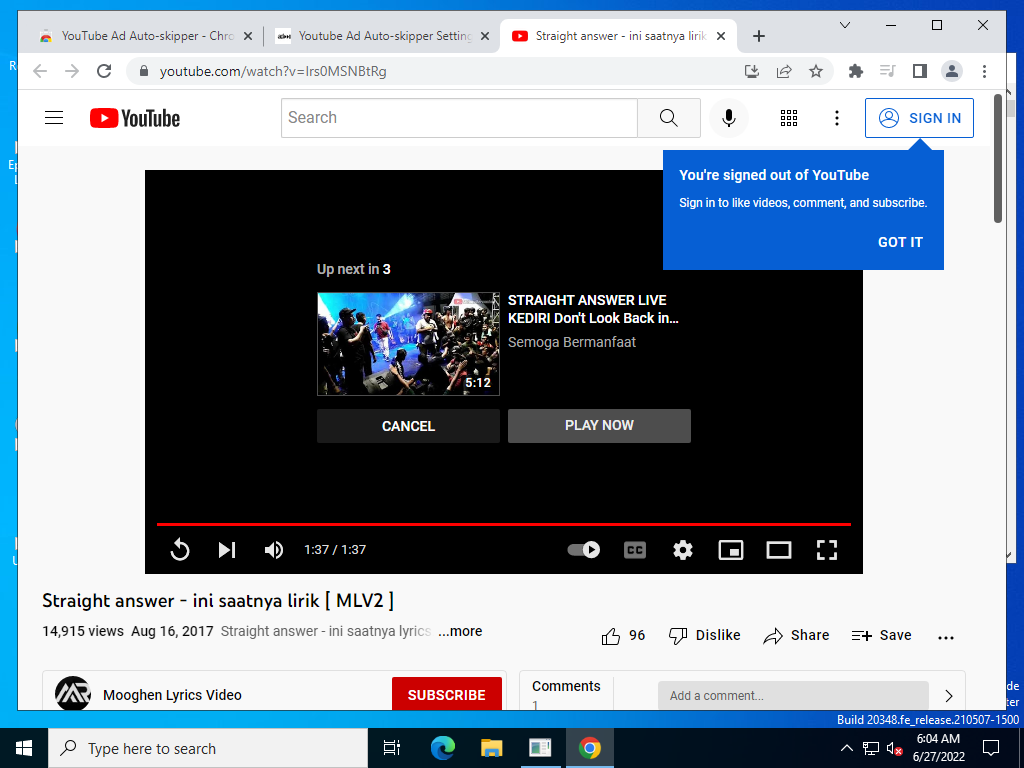 YouTube Ad Auto-skipper - Chro
Youtube Ad Auto-skipper Setting
Straight answer - ini saatnya lirik
youtube.com/watch?v=Irs0MSNBtRg
YouTube
Search
SIGN IN
You're signed out of YouTube
Sign in to like videos, comment, and subscribe.
GOT IT
Up next in 3
STRAIGHT ANSWER LIVE
KEDIRI Don't Look Back in...
Semoga Bermanfaat
5:12
CANCEL
PLAY NOW
1:37 / 1:37
CC
Straight answer - ini saatnya lirik [ MLV2 ]
14,915 views Aug 16, 2017 Straight answer - ini saatnya lyrics ...more
96
Dislike
Share
Save
Mooghen Lyrics Video
SUBSCRIBE
Comments
1
Add a comment...
Build 20348.fe_release.210507-1500
Type here to search
6:04 AM
6/27/2022